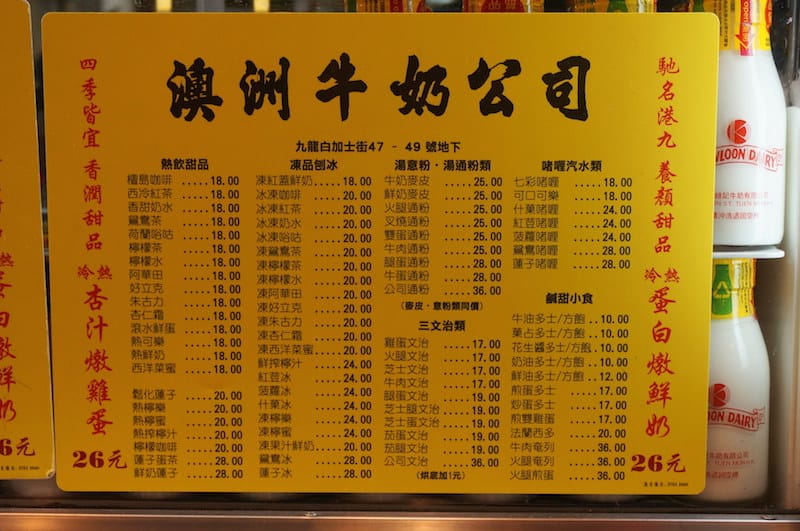 澳洲牛奶公司
九龍白加士街47 - 49 號地下
四季皆宜 香潤甜品
冷熱 杏汁燉雞蛋
26元
熱飲甜品
檀島咖啡 .....18.00
西冷紅茶 .....18.00
香甜奶水 .....18.00
鴛鴦茶 .....18.00
荷蘭哈咕 .....18.00
檸檬茶 .....18.00
檸檬水 .....18.00
阿華田 .....18.00
好立克 .....18.00
朱古力 .....18.00
杏仁霜 .....18.00
滾水鮮蛋 .....18.00
熱可樂 .....18.00
熱鮮奶 .....18.00
西洋菜蜜 .....18.00
鬆化蓮子 .....20.00
熱檸樂 .....20.00
熱檸蜜 .....20.00
熱搾檸汁 .....20.00
檸檬咖啡 .....20.00
蓮子蛋茶 .....28.00
鮮奶蓮子 .....28.00
凍品刨冰
凍紅蓋鮮奶 ....18.00
冰凍咖啡 .....20.00
冰凍紅茶 .....20.00
冰凍奶水 .....20.00
冰凍哈咕 .....20.00
凍鴛鴦茶 .....20.00
凍檸檬茶 .....20.00
凍檸檬水 .....20.00
凍阿華田 .....20.00
凍好立克 .....20.00
凍朱古力 .....20.00
凍杏仁霜 .....20.00
凍西洋菜蜜 ....20.00
鮮搾檸汁 .....24.00
紅荳冰 .....24.00
菠蘿冰 .....24.00
什菓冰 .....24.00
凍檸樂 .....24.00
凍檸蜜 .....24.00
凍果汁鮮奶 ....24.00
鴛鴦冰 .....28.00
蓮子冰 .....28.00
湯意粉・湯通粉類
牛奶麥皮 .....25.00
鮮奶麥皮 .....25.00
火腿通粉 .....25.00
叉燒通粉 .....25.00
雙蛋通粉 .....25.00
牛肉通粉 .....25.00
腿蛋通粉 .....28.00
牛蛋通粉 .....28.00
公司通粉 .....36.00
(麥皮・意粉類同價)
三文治類
雞蛋文治 .....17.00
火腿文治 .....17.00
芝士文治 .....17.00
牛肉文治 .....17.00
腿蛋文治 .....19.00
芝士腿文治 ....19.00
芝士蛋文治 ....19.00
茄蛋文治 .....19.00
茄腿文治 .....19.00
公司文治 .....36.00
(烘底加1元)
啫喱汽水類
七彩啫喱 .....18.00
可口可樂 .....18.00
什菓啫喱 .....24.00
紅荳啫喱 .....24.00
菠蘿啫喱 .....24.00
鴛鴦啫喱 .....28.00
蓮子啫喱 .....28.00
鹹甜小食
牛油多士/方飽 ..10.00
菓占多士/方飽 ..10.00
花生醬多士/方飽 ..10.00
奶油多士/方飽 ..10.00
鮮油多士/方飽 ..12.00
煎蛋多士 .....17.00
炒蛋多士 .....17.00
煎雙雞蛋 .....17.00
法蘭西多 .....20.00
牛肉奄列 .....36.00
火腿奄列 .....36.00
火腿煎蛋 .....36.00
馳名港九 養顏甜品
冷熱 蛋白燉鮮奶
26元
KOWLOON DAIRY
LOON DAIRY
熱
蛋白燉鮮奶
6元